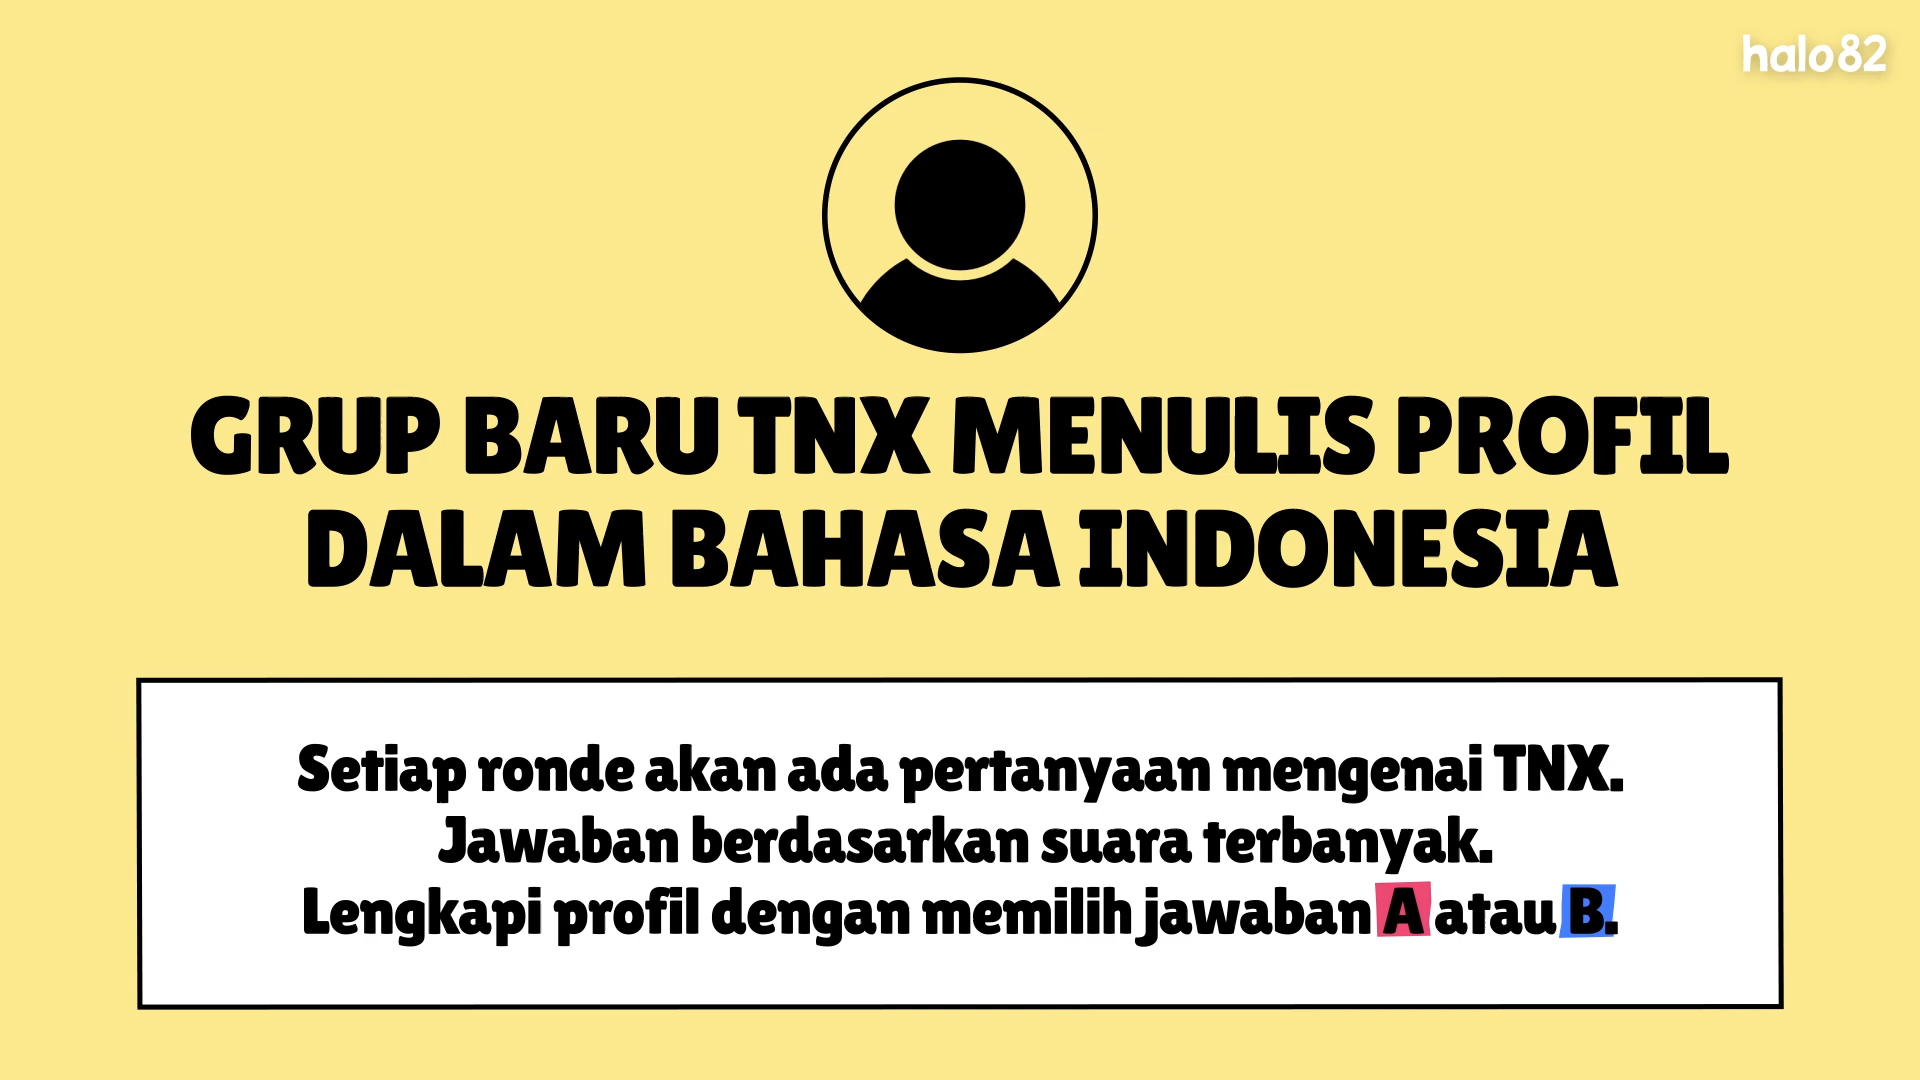 halo82
GRUP BARU TNX MENULIS PROFIL
DALAM BAHASA INDONESIA
Setiap ronde akan ada pertanyaan mengenai TNX.
Jawaban berdasarkan suara terbanyak.
Lengkapi profil dengan memilih jawaban A atau B.